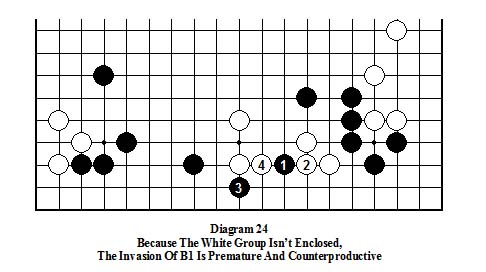 4 1 2
3
Diagram 24
Because The White Group Isn't Enclosed,
The Invasion Of B1 Is Premature And Counterproductive